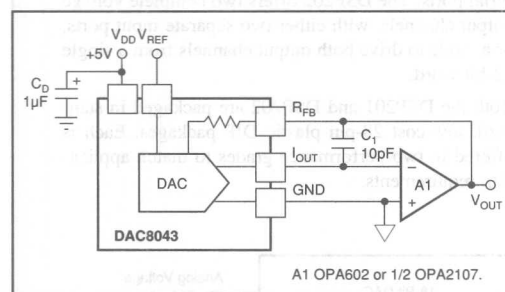 V_DD V_REF
+5V
C_D
1µF
+
R_FB
C_1
10pF
I_OUT
DAC
GND
−
+
A1
V_OUT
DAC8043
A1 OPA602 or 1/2 OPA2107.